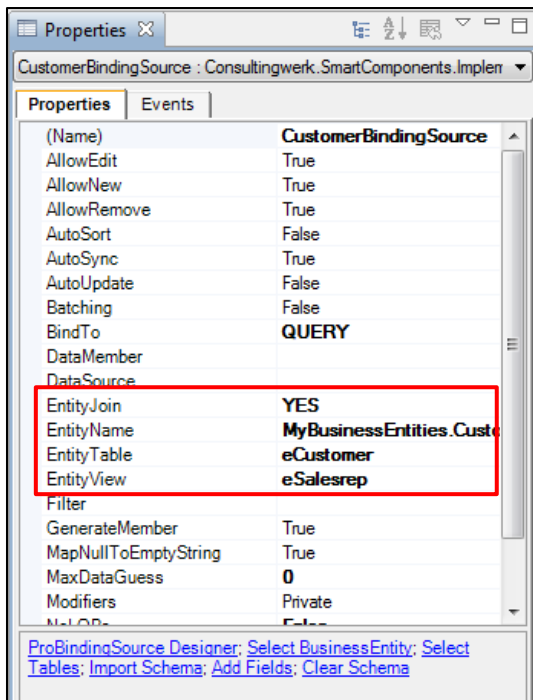 Properties
CustomerBindingSource : Consultingwerk.SmartComponents.Implem
Properties Events
(Name) CustomerBindingSource
AllowEdit True
AllowNew True
AllowRemove True
AutoSort False
AutoSync True
AutoUpdate False
Batching False
BindTo QUERY
DataMember
DataSource
EntityJoin YES
EntityName MyBusinessEntities.Custo
EntityTable eCustomer
EntityView eSalesrep
Filter
GenerateMember True
MapNullToEmptyString True
MaxDataGuess 0
Modifiers Private
NoLOBs False
ProBindingSource Designer; Select BusinessEntity; Select
Tables; Import Schema; Add Fields; Clear Schema